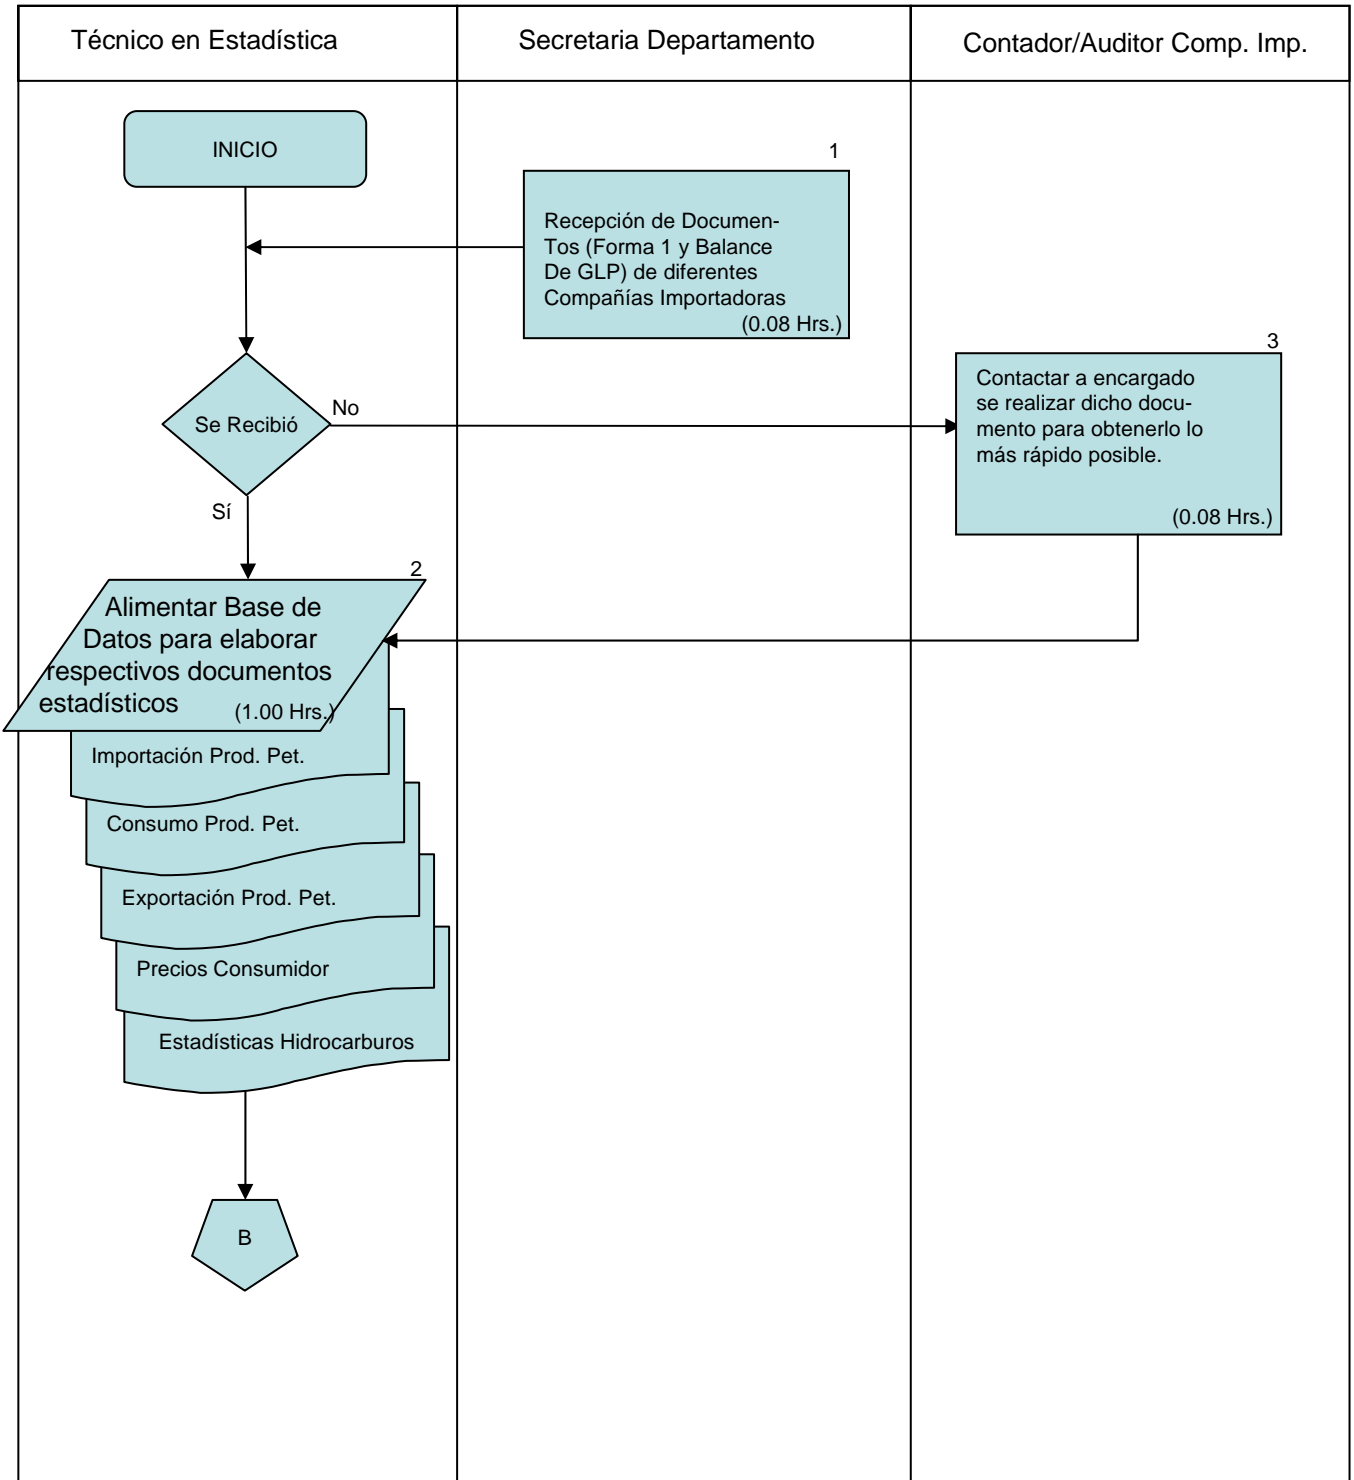 Técnico en Estadística
Secretaria Departamento
Contador/Auditor Comp. Imp.
INICIO
1
Recepción de Documen-
Tos (Forma 1 y Balance
De GLP) de diferentes
Compañías Importadoras
(0.08 Hrs.)
Se Recibió
No
Sí
3
Contactar a encargado
se realizar dicho docu-
mento para obtenerlo lo
más rápido posible.
(0.08 Hrs.)
2
Alimentar Base de
Datos para elaborar
respectivos documentos
estadísticos
(1.00 Hrs.)
Importación Prod. Pet.
Consumo Prod. Pet.
Exportación Prod. Pet.
Precios Consumidor
Estadísticas Hidrocarburos
B